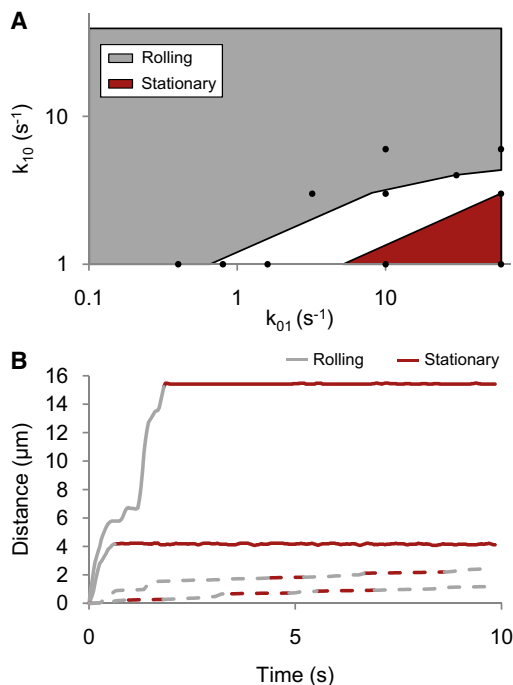 A
Rolling
Stationary
k10 (s-1)
10
1
0.1
1
10
k01 (s-1)
B
Rolling
Stationary
Distance (μm)
16
14
12
10
8
6
4
2
0
0
5
10
Time (s)